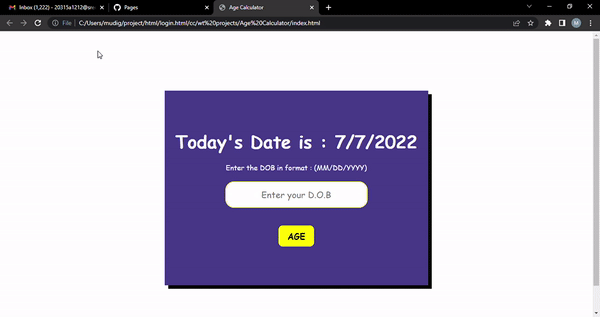 Inbox (1,222) - 20315a1212@sre
Pages
Age Calculator
File
C:/Users/mudig/project/html/login.html/cc/wt%20projects/Age%20Calculator/index.html
M
Today's Date is : 7/7/2022
Enter the DOB in format : (MM/DD/YYYY)
Enter your D.O.B
AGE